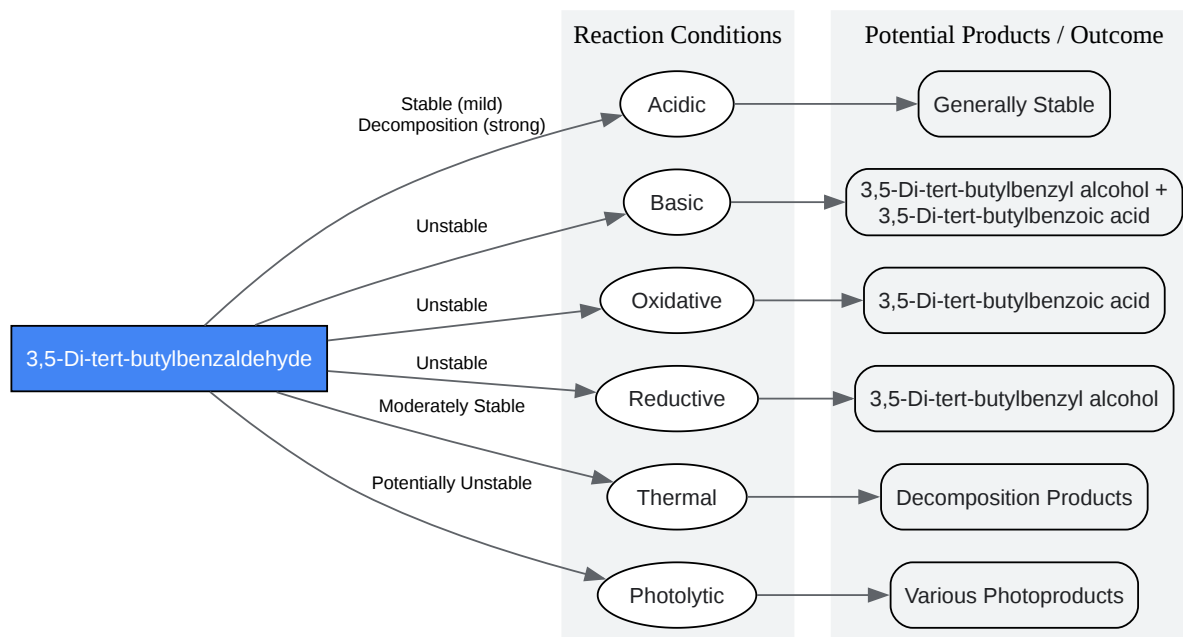 Reaction Conditions
Potential Products / Outcome
Stable (mild)
Decomposition (strong)
Acidic
Generally Stable
Unstable
Basic
3,5-Di-tert-butylbenzyl alcohol +
3,5-Di-tert-butylbenzoic acid
Unstable
Oxidative
3,5-Di-tert-butylbenzoic acid
3,5-Di-tert-butylbenzaldehyde
Unstable
Reductive
3,5-Di-tert-butylbenzyl alcohol
Moderately Stable
Thermal
Decomposition Products
Potentially Unstable
Photolytic
Various Photoproducts